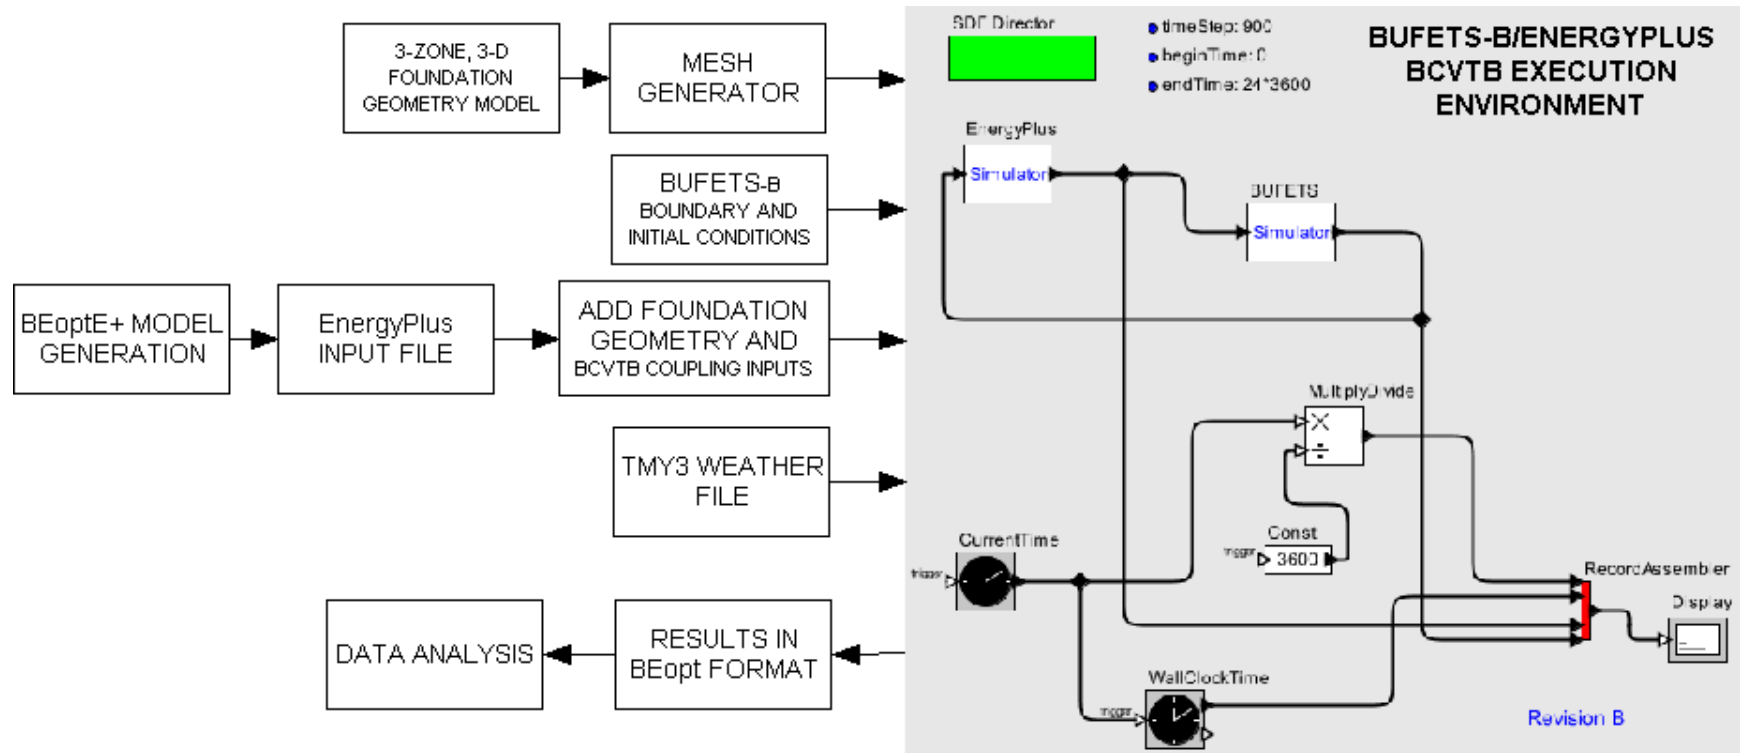 3-ZONE, 3-D
FOUNDATION
GEOMETRY MODEL
MESH
GENERATOR
BUFETS-B
BOUNDARY AND
INITIAL CONDITIONS
BEoptE+ MODEL
GENERATION
EnergyPlus
INPUT FILE
ADD FOUNDATION
GEOMETRY AND
BCVTB COUPLING INPUTS
TMY3 WEATHER
FILE
DATA ANALYSIS
RESULTS IN
BEopt FORMAT
SDF Director
timeStep: 900
beginTime: 0
endTime: 24*3600
BUFETS-B/ENERGYPLUS
BCVTB EXECUTION
ENVIRONMENT
EnergyPlus
Simulator
BUFETS
Simulator
MultiplyDivide
×
÷
Const
trigger
3600
CurrentTime
trigger
RecordAssembler
Display
WallClockTime
trigger
Revision B